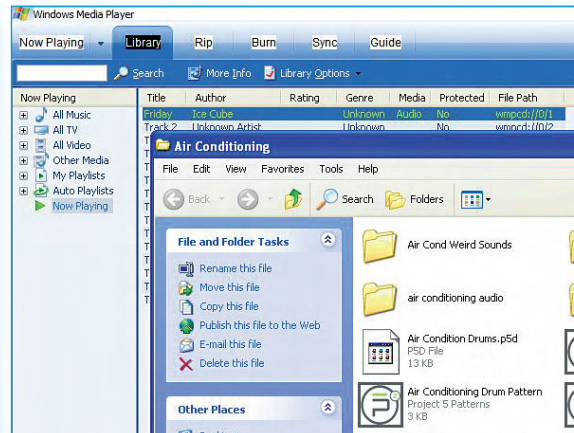 Windows Media Player
Now Playing Library Rip Burn Sync Guide
Search More Info Library Options
Now Playing
All Music
All TV
All Video
Other Media
My Playlists
Auto Playlists
Now Playing
Title Author Rating Genre Media Protected File Path
Friday Ice Cube Unknown Audio No wmpcd://0/1
Track 2 Unknown Artist Unknown No wmpcd://0/2
T
T
T
T
T
T
T
T
T
T
T
T
T
Air Conditioning
File Edit View Favorites Tools Help
Back Search Folders
File and Folder Tasks
Rename this file
Move this file
Copy this file
Publish this file to the Web
E-mail this file
Delete this file
Other Places
Air Cond Weird Sounds
air conditioning audio
Air Condition Drums.p5d
P5D File
13 KB
Air Conditioning Drum Pattern
Project 5 Patterns
3 KB